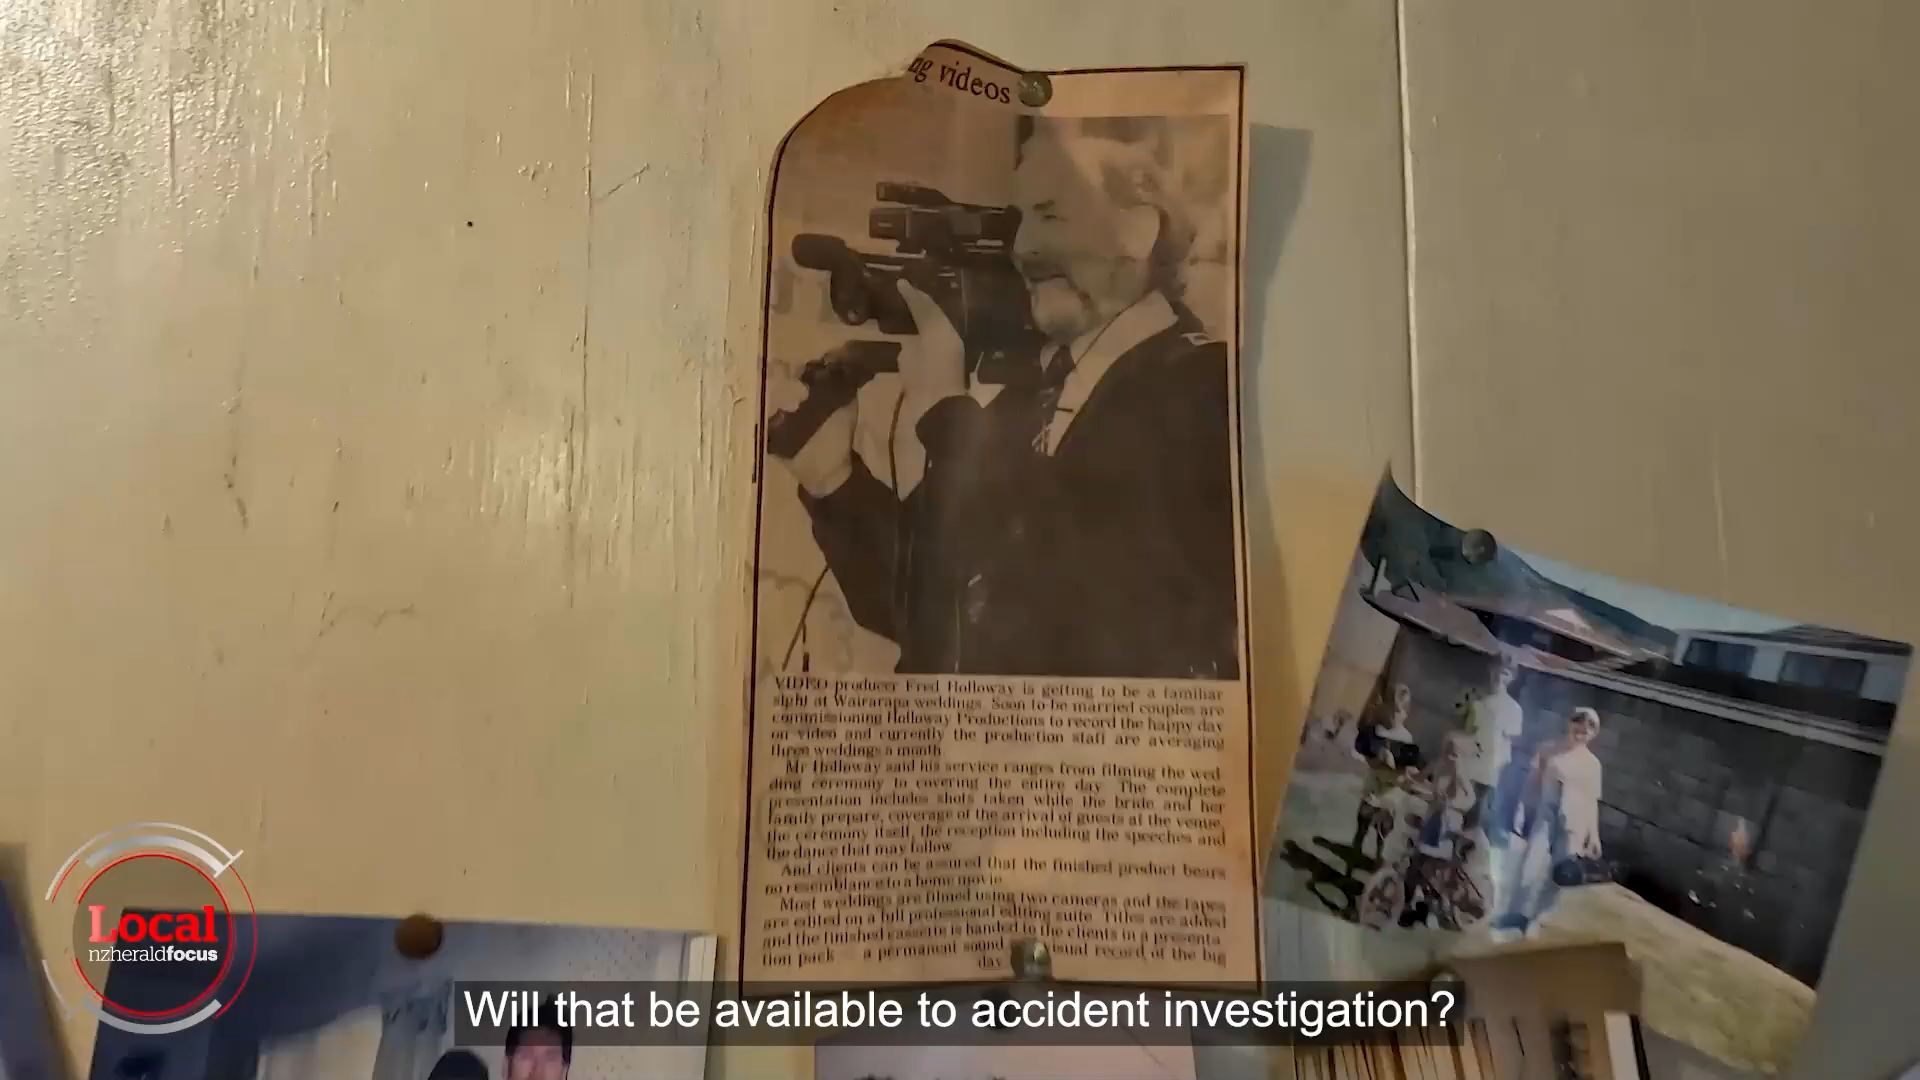 ng videos
VIDEO producer Fred Holloway is getting to be a familiar
sight at Wairarapa weddings. Soon-to-be married couples are
commissioning Holloway Productions to record the happy day
on video and currently the production staff are averaging
three weddings a month.
Mr Holloway said his service ranges from filming the wed-
ding ceremony to covering the entire day. The complete
presentation includes shots taken while the bride and her
family prepare, coverage of the arrival of guests at the venue,
the ceremony itself, the reception including the speeches and
the dance that may follow.
And clients can be assured that the finished product bears
no resemblance to a home movie.
Most weddings are filmed using two cameras and the tapes
are edited on a full professional editing suite. Titles are added
and the finished cassette is handed to the clients in a presenta-
tion pack a permanent sound isual record of the big
day
Local
nzheraldfocus
Will that be available to accident investigation?